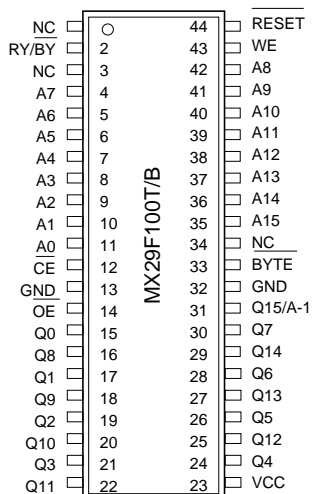 NC 44 RESET
RY/BY 2 43 WE
NC 3 42 A8
A7 4 41 A9
A6 5 40 A10
A5 6 39 A11
A4 7 38 A12
A3 8 37 A13
A2 9 36 A14
A1 10 35 A15
A0 11 34 NC
CE 12 33 BYTE
GND 13 32 GND
OE 14 31 Q15/A-1
Q0 15 30 Q7
Q8 16 29 Q14
Q1 17 28 Q6
Q9 18 27 Q13
Q2 19 26 Q5
Q10 20 25 Q12
Q3 21 24 Q4
Q11 22 23 VCC
MX29F100T/B